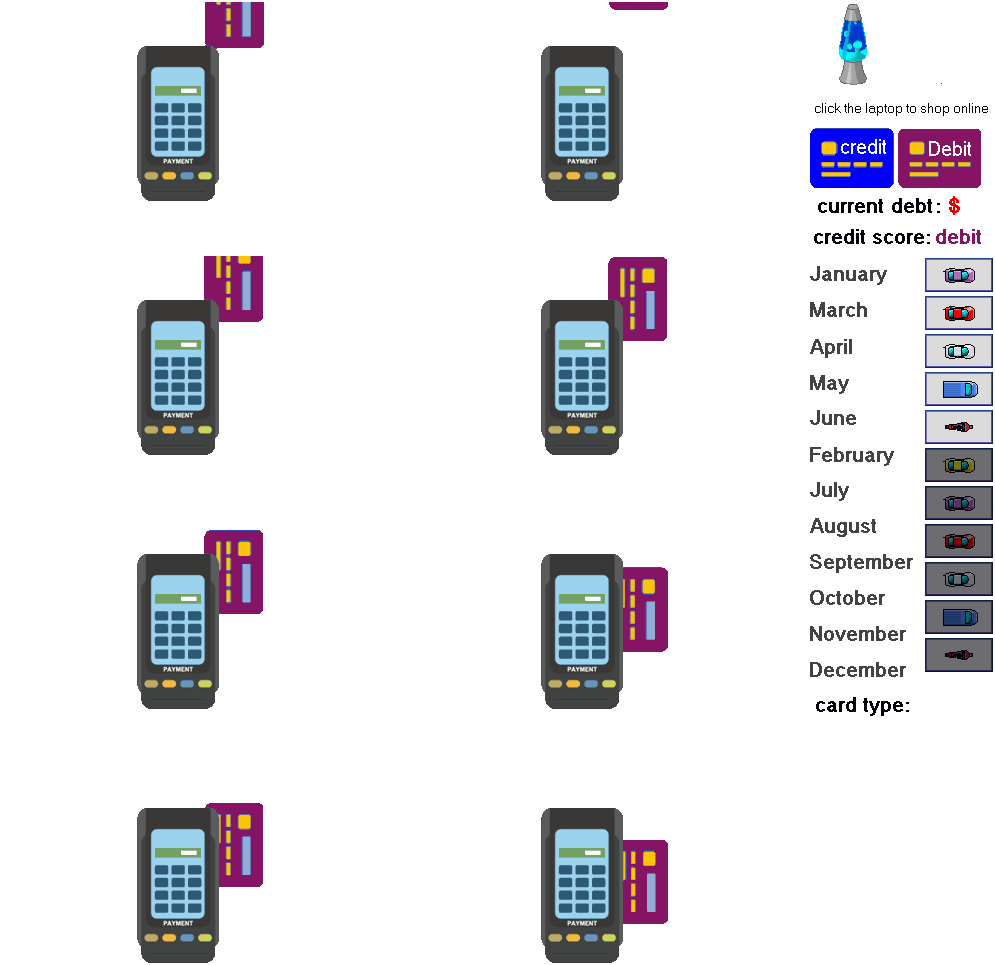 click the laptop to shop online
credit Debit
current debt: $
credit score: debit
January
March
April
May
June
February
July
August
September
October
November
December
card type:
PAYMENT
PAYMENT
PAYMENT
PAYMENT
PAYMENT
PAYMENT
PAYMENT
PAYMENT